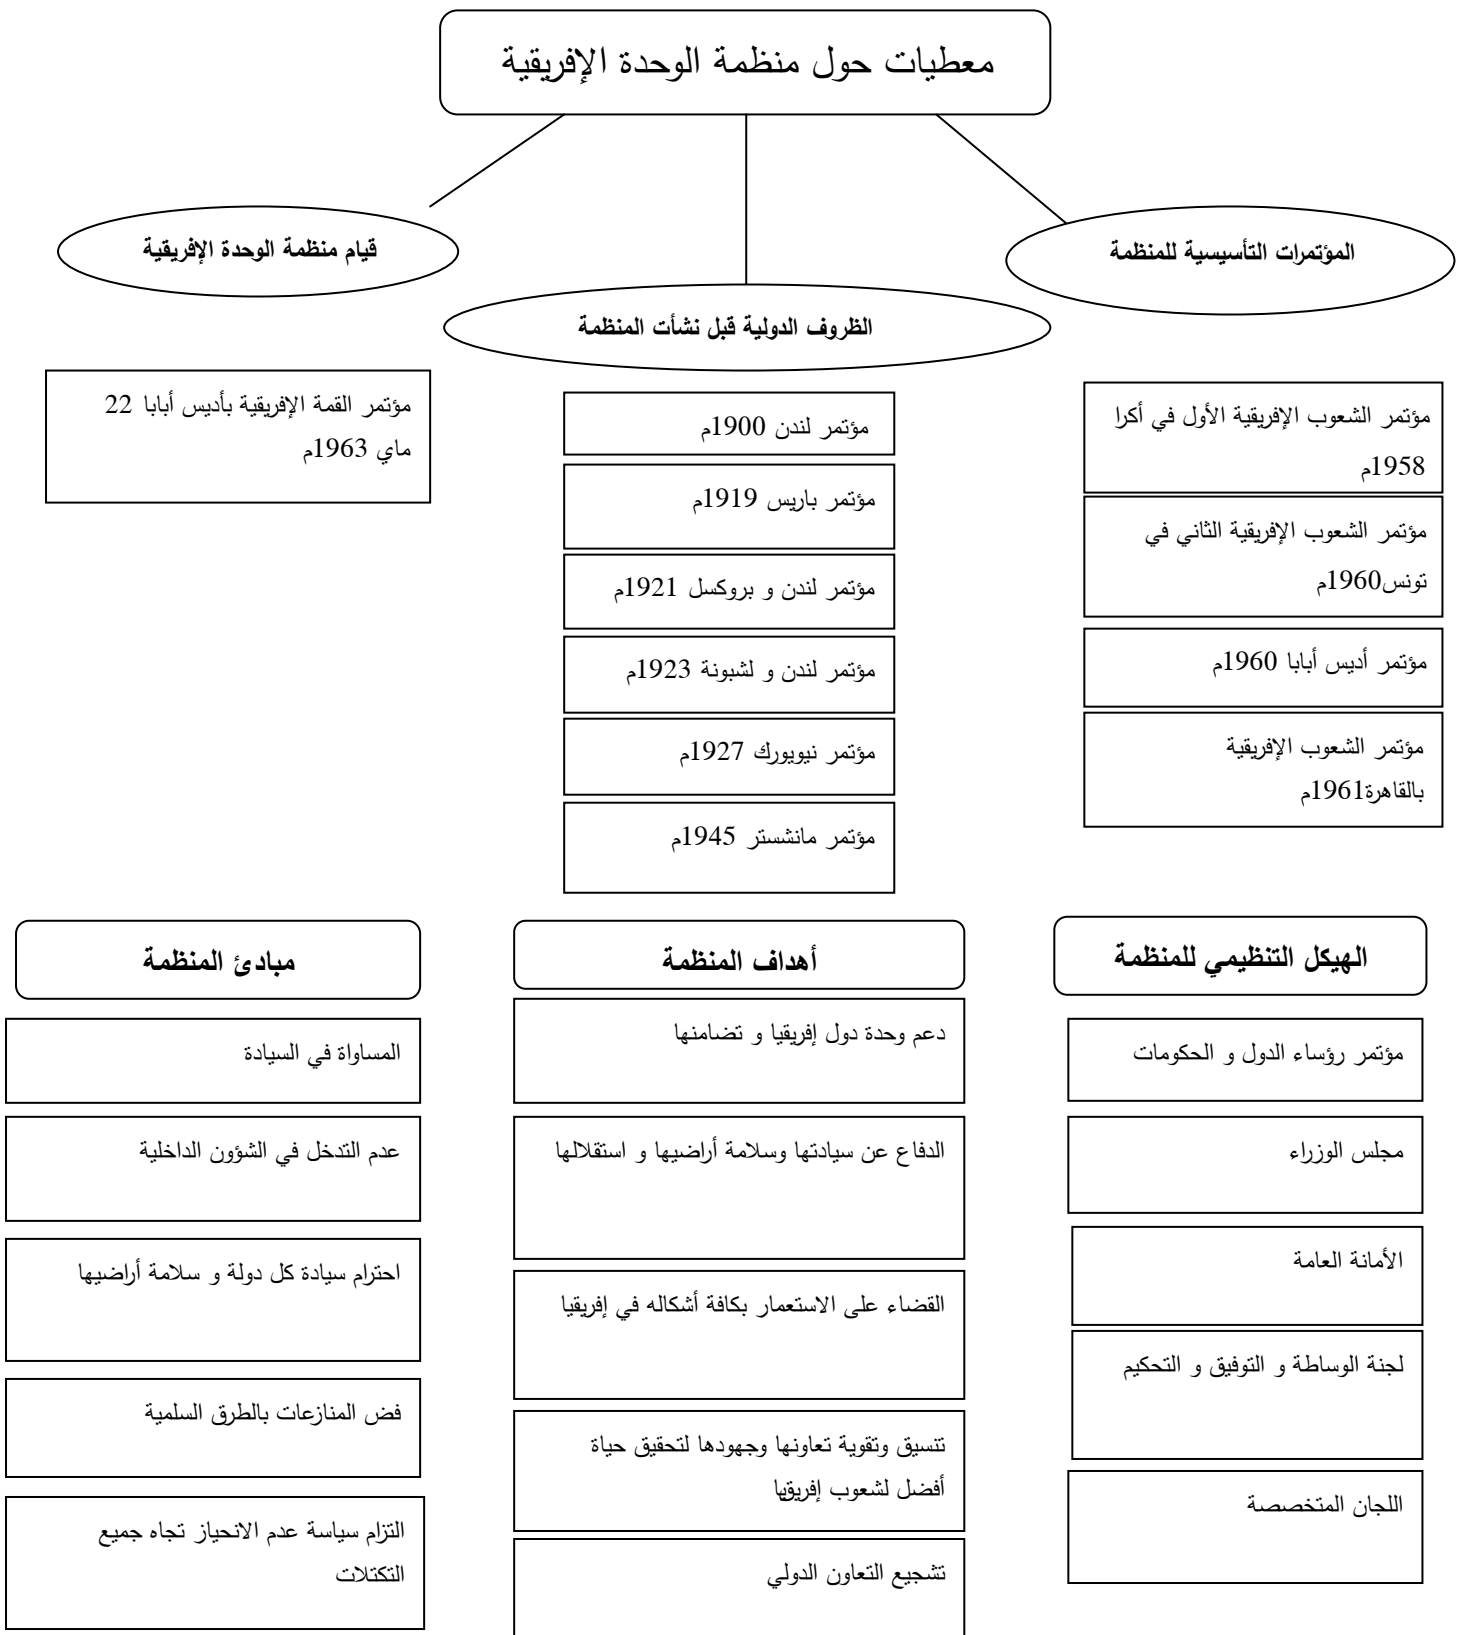 معطيات حول منظمة الوحدة الإفريقية
المؤتمرات التأسيسية للمنظمة
الظروف الدولية قبل نشأت المنظمة
قيام منظمة الوحدة الإفريقية
مؤتمر الشعوب الإفريقية الأول في أكرا
1958م
مؤتمر الشعوب الإفريقية الثاني في
تونس1960م
مؤتمر أديس أبابا 1960م
مؤتمر الشعوب الإفريقية
بالقاهرة1961م
مؤتمر لندن 1900م
مؤتمر باريس 1919م
مؤتمر لندن و بروكسل 1921م
مؤتمر لندن و لشبونة 1923م
مؤتمر نيويورك 1927م
مؤتمر مانشستر 1945م
مؤتمر القمة الإفريقية بأديس أبابا 22
ماي 1963م
الهيكل التنظيمي للمنظمة
مؤتمر رؤساء الدول و الحكومات
مجلس الوزراء
الأمانة العامة
لجنة الوساطة و التوفيق و التحكيم
اللجان المتخصصة
أهداف المنظمة
دعم وحدة دول إفريقيا و تضامنها
الدفاع عن سيادتها وسلامة أراضيها و استقلالها
القضاء على الاستعمار بكافة أشكاله في إفريقيا
تنسيق وتقوية تعاونها وجهودها لتحقيق حياة
أفضل لشعوب إفريقيا
تشجيع التعاون الدولي
مبادئ المنظمة
المساواة في السيادة
عدم التدخل في الشؤون الداخلية
احترام سيادة كل دولة و سلامة أراضيها
فض المنازعات بالطرق السلمية
التزام سياسة عدم الانحياز تجاه جميع
التكتلات